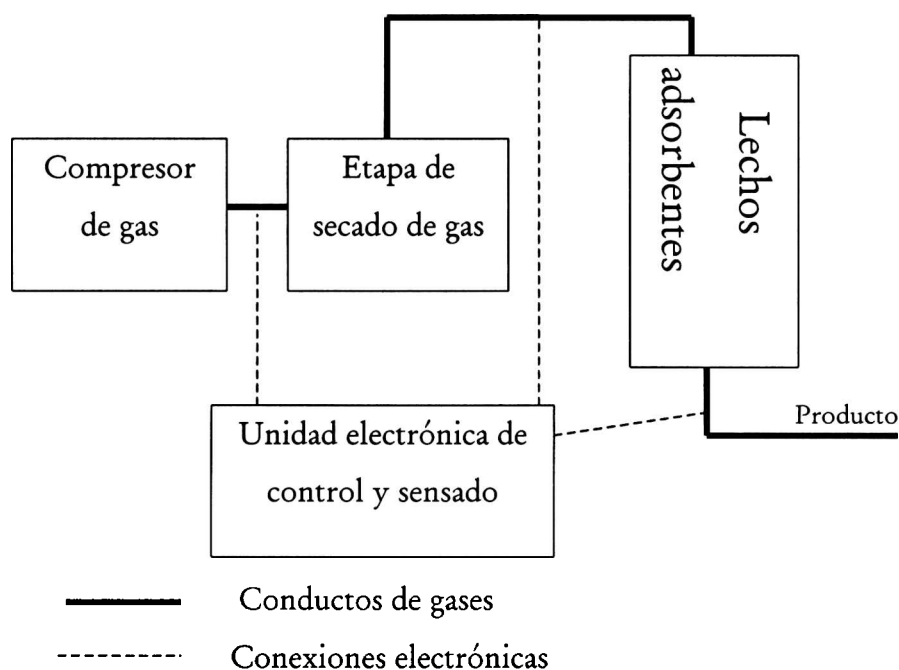 Compresor
de gas
Etapa de
secado de gas
Lechos
adsorbentes
Unidad electrónica de
control y sensado
Producto
Conductos de gases
Conexiones electrónicas